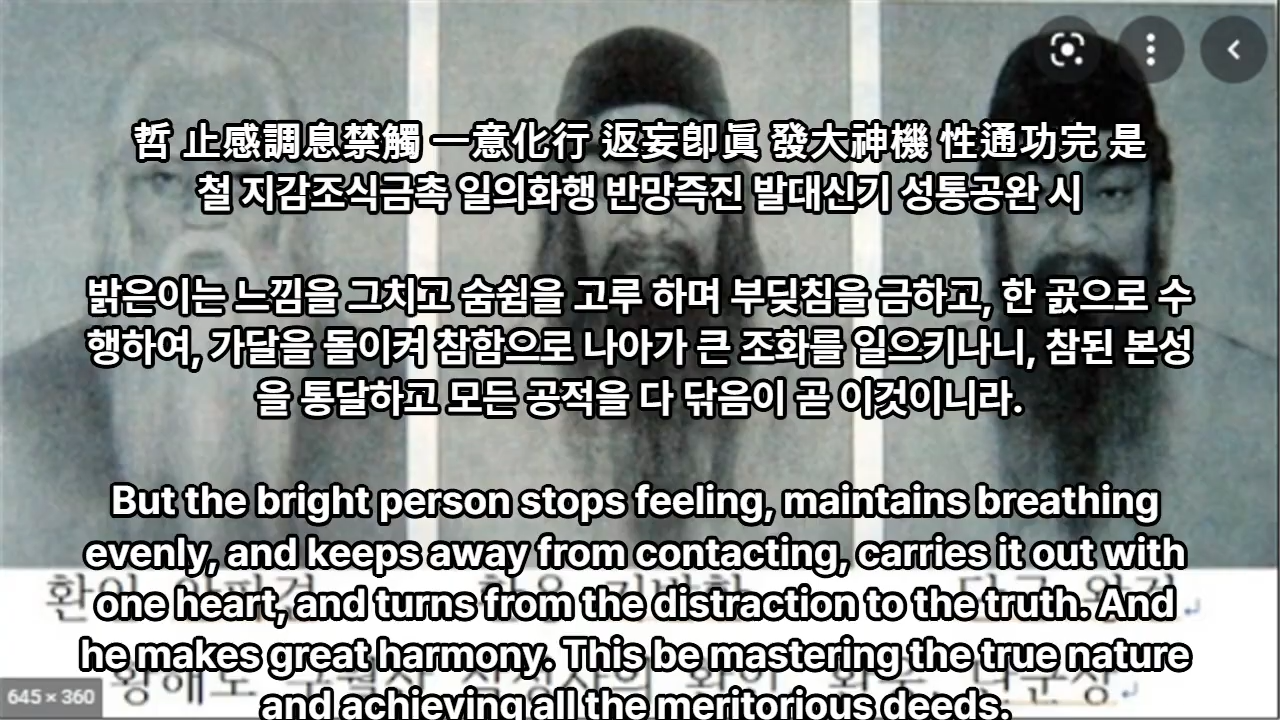 哲 止感調息禁觸 一意化行 返妄卽眞 發大神機 性通功完 是
철 지감조식금촉 일의화행 반망즉진 발대신기 성통공완 시
밝은이는 느낌을 그치고 숨쉼을 고루 하며 부딪침을 금하고, 한 곬으로 수
행하여, 가달을 돌이켜 참함으로 나아가 큰 조화를 일으키나니, 참된 본성
을 통달하고 모든 공적을 다 닦음이 곧 이것이니라.
But the bright person stops feeling, maintains breathing
evenly, and keeps away from contacting, carries it out with
one heart, and turns from the distraction to the truth. And
he makes great harmony. This be mastering the true nature
and achieving all the meritorious deeds.
645 × 360